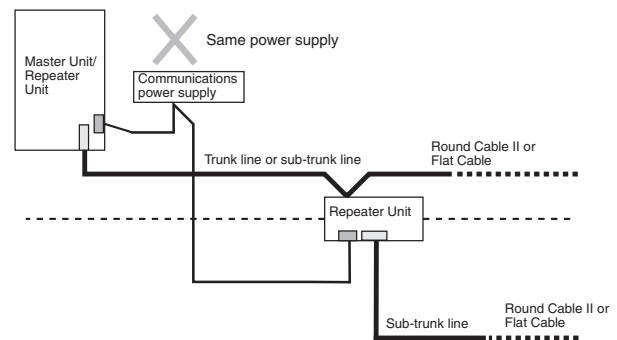 Same power supply
Master Unit/
Repeater
Unit
Communications
power supply
Trunk line or sub-trunk line
Round Cable II or
Flat Cable
Repeater Unit
Sub-trunk line
Round Cable II or
Flat Cable